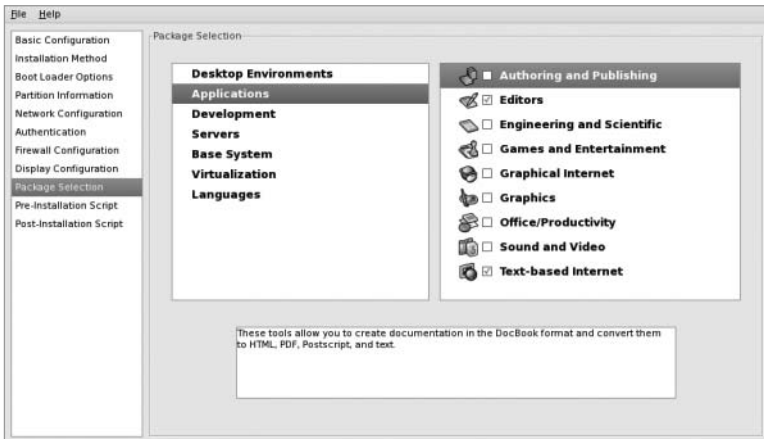 File Help
Basic Configuration
Installation Method
Boot Loader Options
Partition Information
Network Configuration
Authentication
Firewall Configuration
Display Configuration
Package Selection
Pre-Installation Script
Post-Installation Script
Package Selection
Desktop Environments
Applications
Development
Servers
Base System
Virtualization
Languages
Authoring and Publishing
Editors
Engineering and Scientific
Games and Entertainment
Graphical Internet
Graphics
Office/Productivity
Sound and Video
Text-based Internet
These tools allow you to create documentation in the DocBook format and convert them
to HTML, PDF, Postscript, and text.